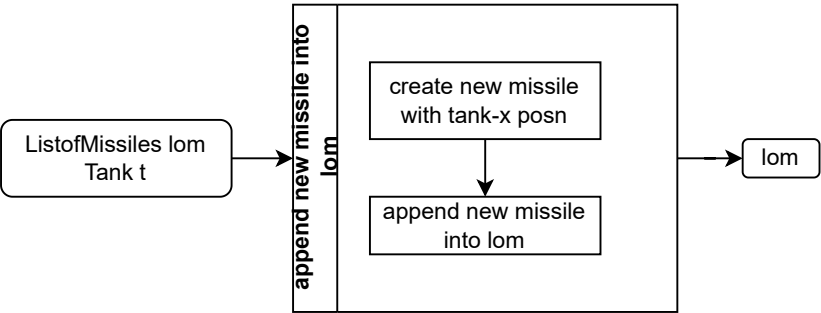 ListofMissiles lom
Tank t
append new missile into
lom
create new missile
with tank-x posn
append new missile
into lom
lom